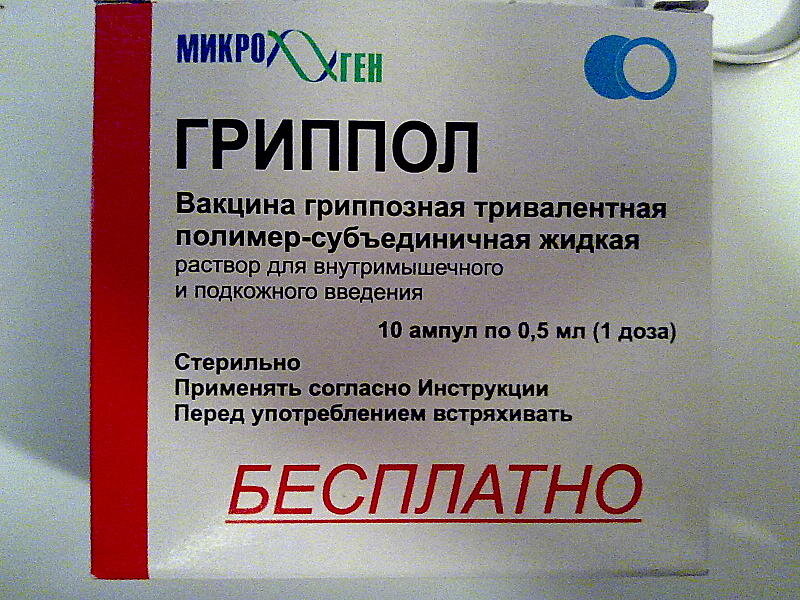 МИКРОГЕН
ГРИППОЛ
Вакцина гриппозная тривалентная
полимер-субъединичная жидкая
раствор для внутримышечного
и подкожного введения
10 ампул по 0,5 мл (1 доза)
Стерильно
Применять согласно Инструкции
Перед употреблением встряхивать
БЕСПЛАТНО